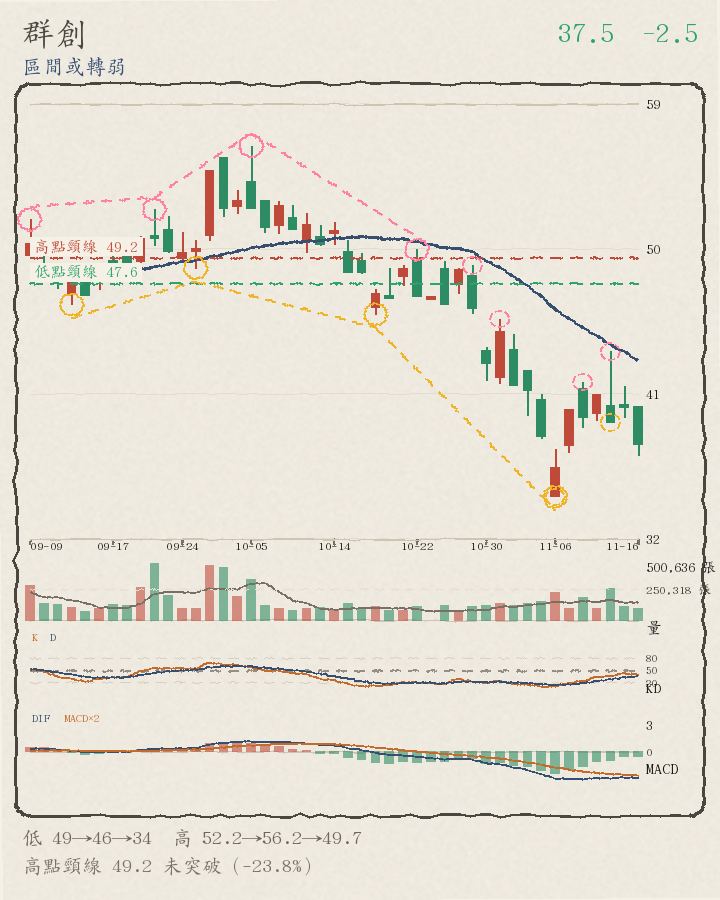 群創
37.5 -2.5
區間或轉弱
59
高點頸線 49.2
50
低點頸線 47.6
41
32
09-09 09-17 09-24 10-05 10-14 10-22 10-30 11-06 11-16
500,636 張
250,318 張
量
K D
80
50
20
KD
DIF MACD×2
3
0
MACD
低 49→46→34 高 52.2→56.2→49.7
高點頸線 49.2 未突破 (-23.8%)